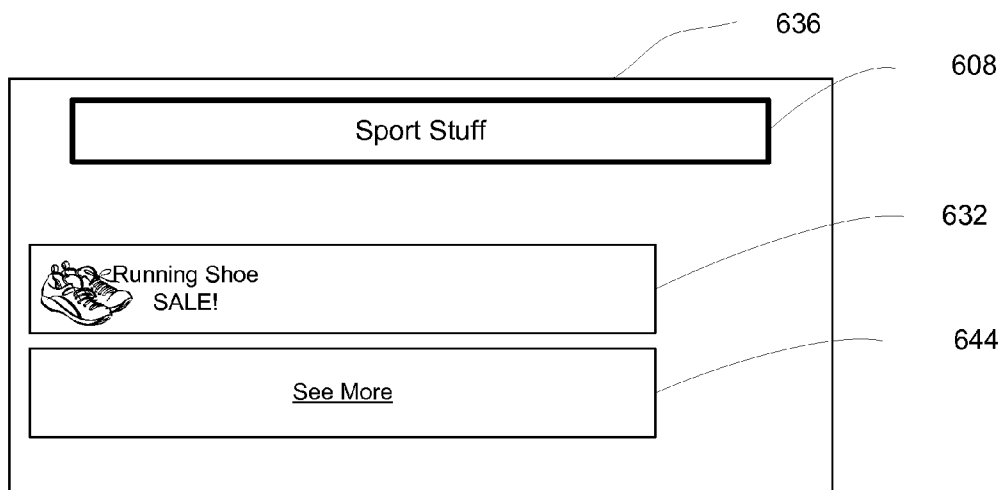 636
608
Sport Stuff
632
Running Shoe
SALE!
644
See More